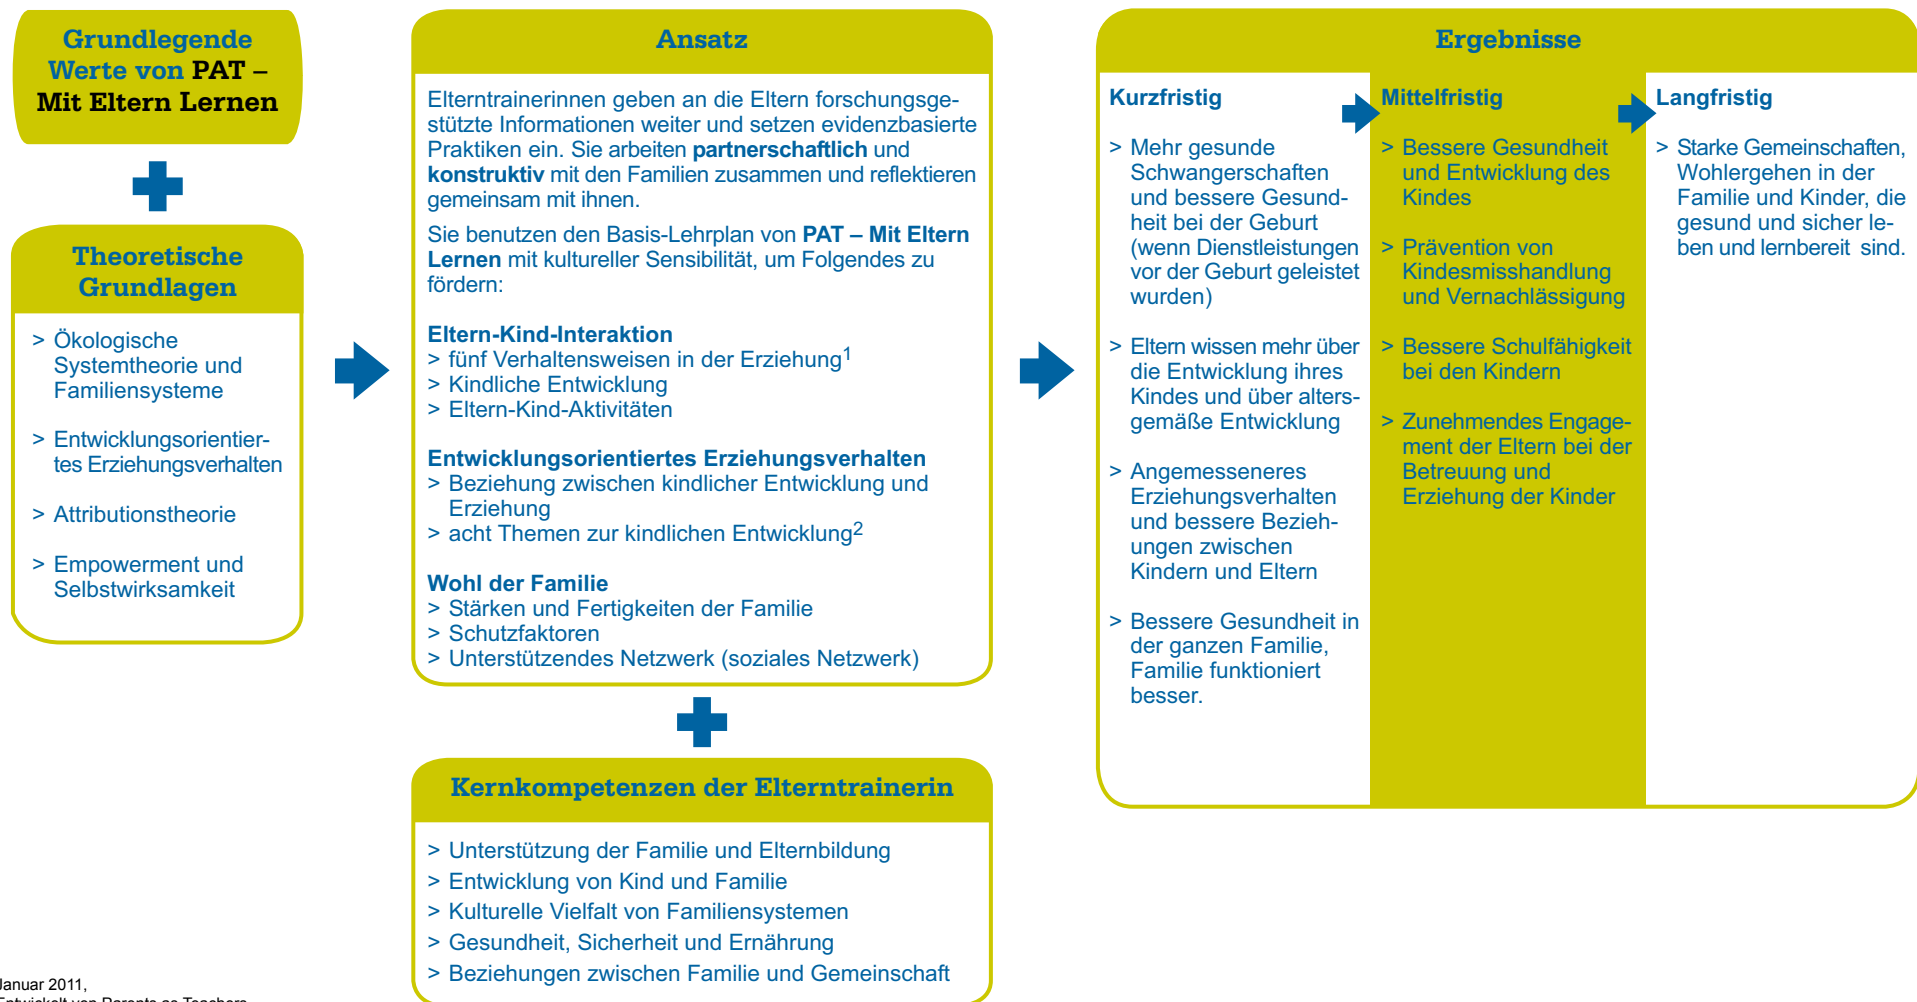 Grundlegende
Werte von PAT –
Mit Eltern Lernen
Theoretische
Grundlagen
> Ökologische
Systemtheorie und
Familiensysteme
> Entwicklungsorientier-
tes Erziehungsverhalten
> Attributionstheorie
> Empowerment und
Selbstwirksamkeit
Ansatz
Elterntrainerinnen geben an die Eltern forschungsge-
stützte Informationen weiter und setzen evidenzbasierte
Praktiken ein. Sie arbeiten partnerschaftlich und
konstruktiv mit den Familien zusammen und reflektieren
gemeinsam mit ihnen.
Sie benutzen den Basis-Lehrplan von PAT – Mit Eltern
Lernen mit kultureller Sensibilität, um Folgendes zu
fördern:
Eltern-Kind-Interaktion
> fünf Verhaltensweisen in der Erziehung1
> Kindliche Entwicklung
> Eltern-Kind-Aktivitäten
Entwicklungsorientiertes Erziehungsverhalten
> Beziehung zwischen kindlicher Entwicklung und
Erziehung
> acht Themen zur kindlichen Entwicklung2
Wohl der Familie
> Stärken und Fertigkeiten der Familie
> Schutzfaktoren
> Unterstützendes Netzwerk (soziales Netzwerk)
Kernkompetenzen der Elterntrainerin
> Unterstützung der Familie und Elternbildung
> Entwicklung von Kind und Familie
> Kulturelle Vielfalt von Familiensystemen
> Gesundheit, Sicherheit und Ernährung
> Beziehungen zwischen Familie und Gemeinschaft
Ergebnisse
Kurzfristig
> Mehr gesunde
Schwangerschaften
und bessere Gesund-
heit bei der Geburt
(wenn Dienstleistungen
vor der Geburt geleistet
wurden)
> Eltern wissen mehr über
die Entwicklung ihres
Kindes und über alters-
gemäße Entwicklung
> Angemesseneres
Erziehungsverhalten
und bessere Bezieh-
ungen zwischen
Kindern und Eltern
> Bessere Gesundheit in
der ganzen Familie,
Familie funktioniert
besser.
Mittelfristig
> Bessere Gesundheit
und Entwicklung des
Kindes
> Prävention von
Kindesmisshandlung
und Vernachlässigung
> Bessere Schulfähigkeit
bei den Kindern
> Zunehmendes Engage-
ment der Eltern bei der
Betreuung und
Erziehung der Kinder
Langfristig
> Starke Gemeinschaften,
Wohlergehen in der
Familie und Kinder, die
gesund und sicher le-
ben und lernbereit sind.
Januar 2011,
Entwickelt von Parents as Teachers